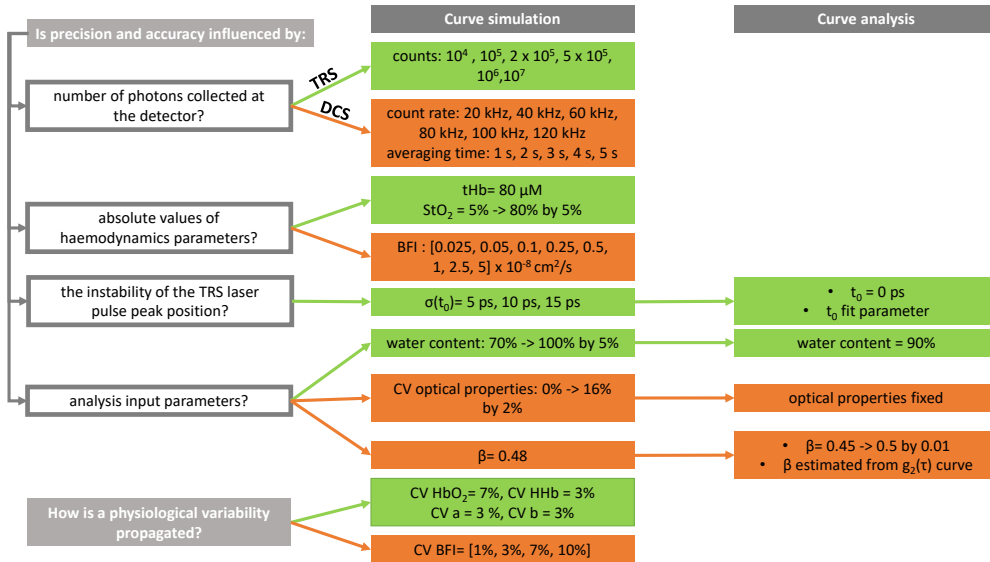 Curve simulation
Curve analysis
Is precision and accuracy influenced by:
number of photons collected at
the detector?
TRS
DCS
counts: 10⁴ , 10⁵, 2 x 10⁵, 5 x 10⁵,
10⁶,10⁷
count rate: 20 kHz, 40 kHz, 60 kHz,
80 kHz, 100 kHz, 120 kHz
averaging time: 1 s, 2 s, 3 s, 4 s, 5 s
absolute values of
haemodynamics parameters?
tHb= 80 μM
StO₂ = 5% -> 80% by 5%
BFI : [0.025, 0.05, 0.1, 0.25, 0.5,
1, 2.5, 5] x 10⁻⁸ cm²/s
the instability of the TRS laser
pulse peak position?
σ(t₀)= 5 ps, 10 ps, 15 ps
• t₀ = 0 ps
• t₀ fit parameter
analysis input parameters?
water content: 70% -> 100% by 5%
water content = 90%
CV optical properties: 0% -> 16%
by 2%
optical properties fixed
β= 0.48
• β= 0.45 -> 0.5 by 0.01
• β estimated from g₂(τ) curve
How is a physiological variability
propagated?
CV HbO₂= 7%, CV HHb = 3%
CV a = 3 %, CV b = 3%
CV BFI= [1%, 3%, 7%, 10%]